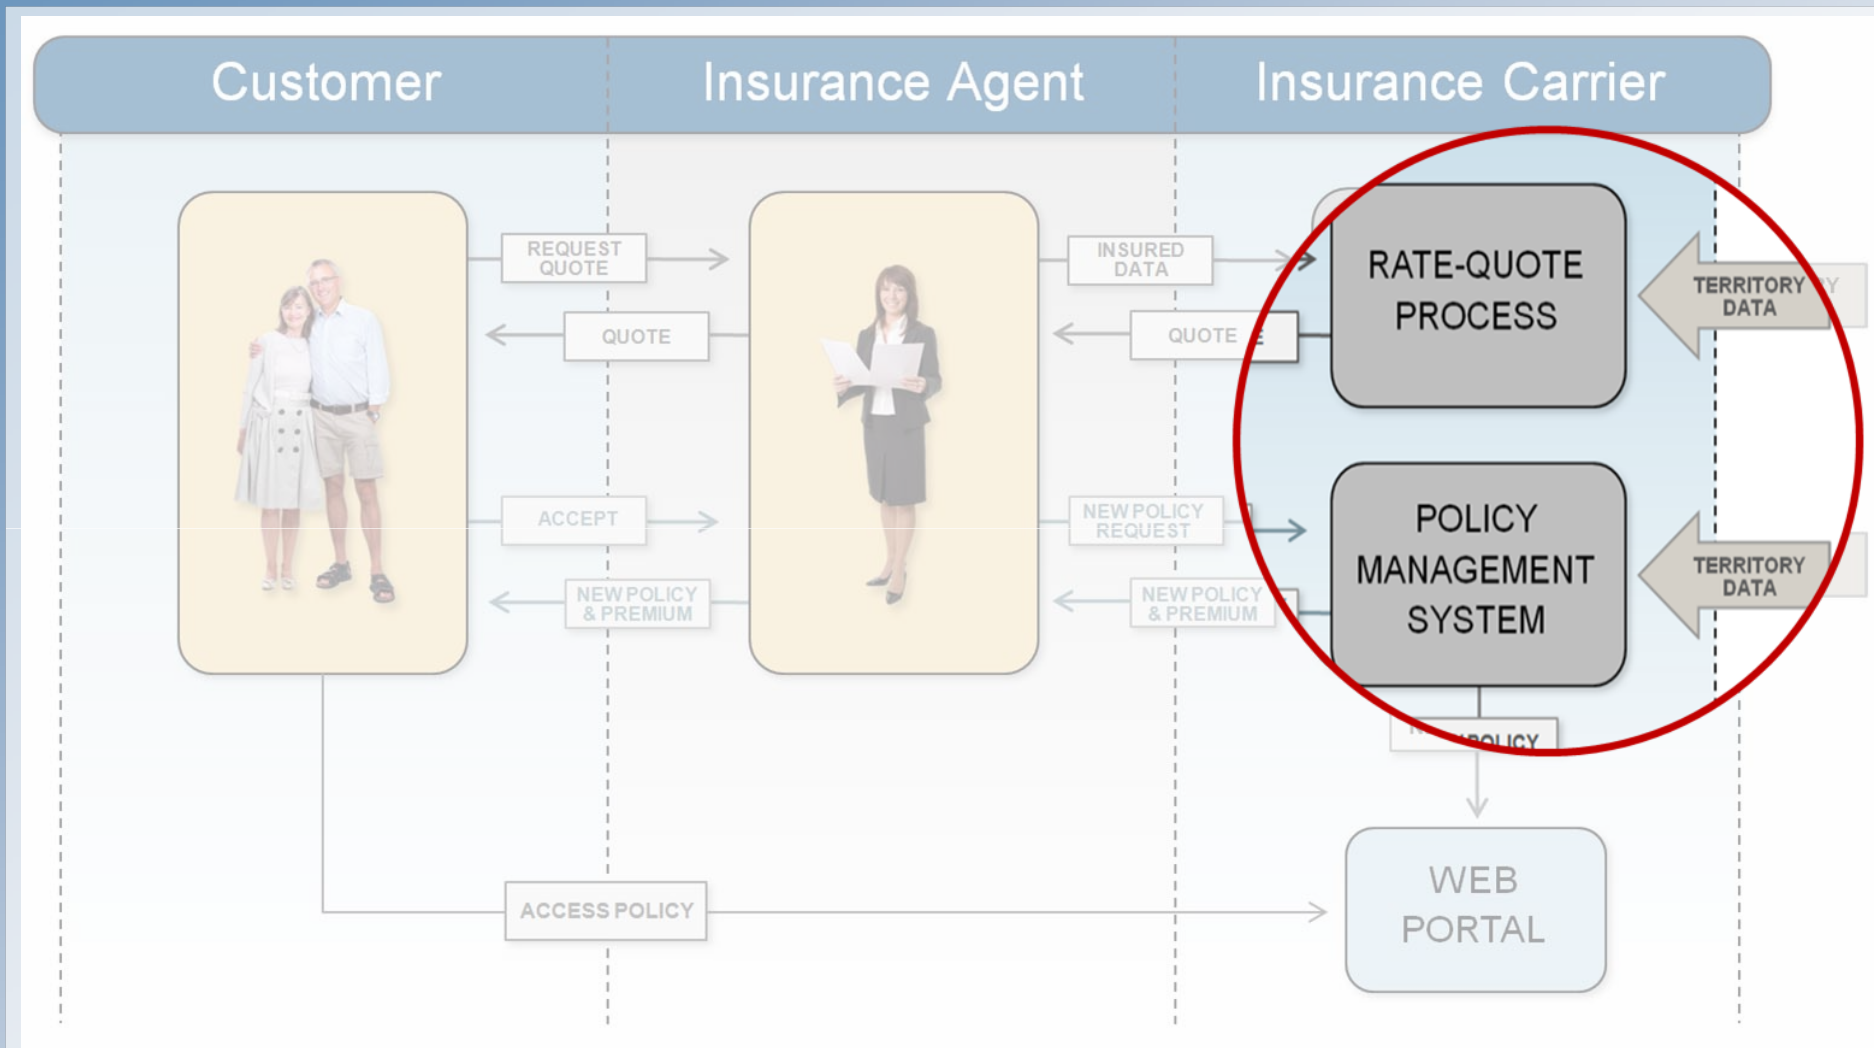 Customer
Insurance Agent
Insurance Carrier
REQUEST
QUOTE
INSURED
DATA
RATE-QUOTE
PROCESS
TERRITORY
DATA
QUOTE
QUOTE
ACCEPT
NEW POLICY
REQUEST
POLICY
MANAGEMENT
SYSTEM
TERRITORY
DATA
NEW POLICY
& PREMIUM
NEW POLICY
& PREMIUM
POLICY
ACCESS POLICY
WEB
PORTAL